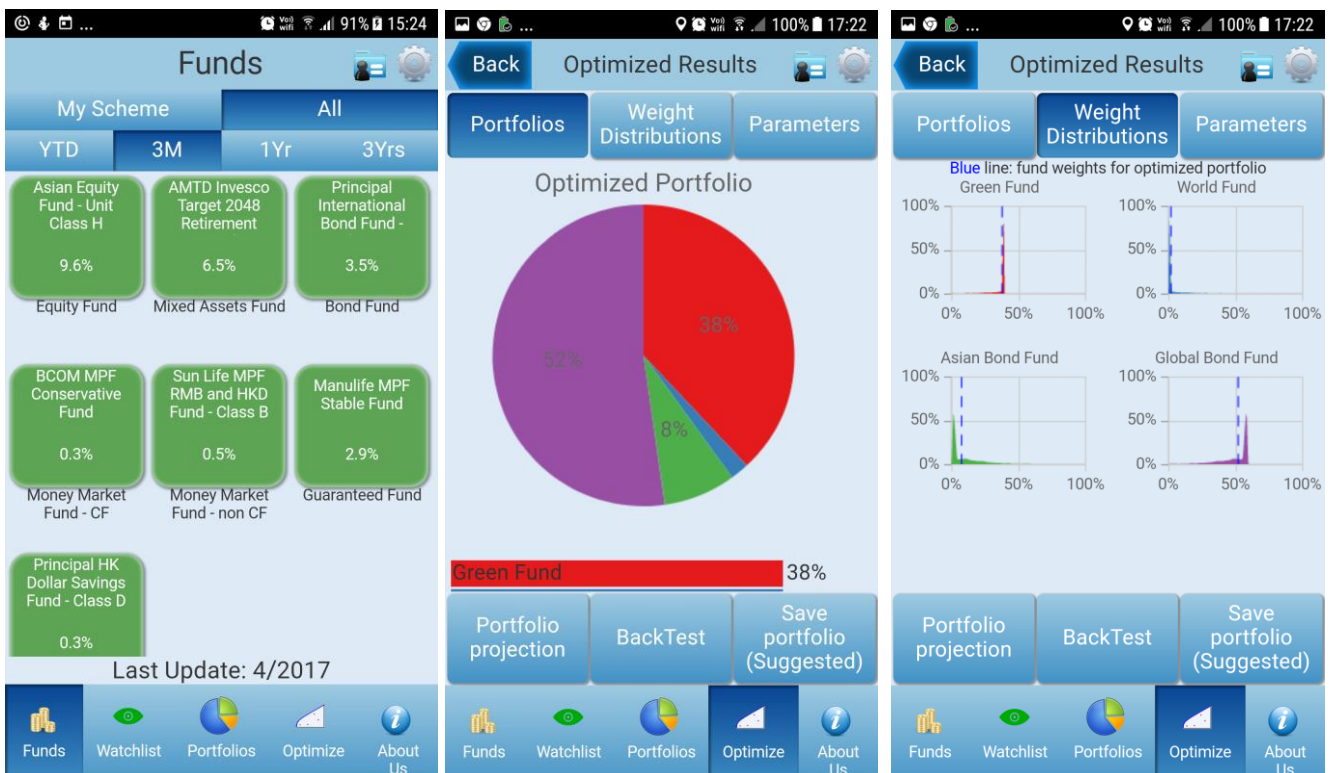 ... Vo)) wifi 91% 15:24
Funds
My Scheme All
YTD 3M 1Yr 3Yrs
Asian Equity
Fund - Unit
Class H
9.6%
Equity Fund
AMTD Invesco
Target 2048
Retirement
6.5%
Mixed Assets Fund
Principal
International
Bond Fund -
3.5%
Bond Fund
BCOM MPF
Conservative
Fund
0.3%
Money Market
Fund - CF
Sun Life MPF
RMB and HKD
Fund - Class B
0.5%
Money Market
Fund - non CF
Manulife MPF
Stable Fund
2.9%
Guaranteed Fund
Principal HK
Dollar Savings
Fund - Class D
0.3%
Last Update: 4/2017
Funds Watchlist Portfolios Optimize About
Us
... Vo)) wifi 100% 17:22
Back Optimized Results
Portfolios Weight
Distributions Parameters
Optimized Portfolio
38%
52%
8%
Green Fund 38%
Portfolio
projection
BackTest
Save
portfolio
(Suggested)
Funds Watchlist Portfolios Optimize About
Us
... Vo)) wifi 100% 17:22
Back Optimized Results
Portfolios Weight
Distributions Parameters
Blue line: fund weights for optimized portfolio
Green Fund
100%
50%
0%
0% 50% 100%
World Fund
100%
50%
0%
0% 50% 100%
Asian Bond Fund
100%
50%
0%
0% 50% 100%
Global Bond Fund
100%
50%
0%
0% 50% 100%
Portfolio
projection
BackTest
Save
portfolio
(Suggested)
Funds Watchlist Portfolios Optimize About
Us